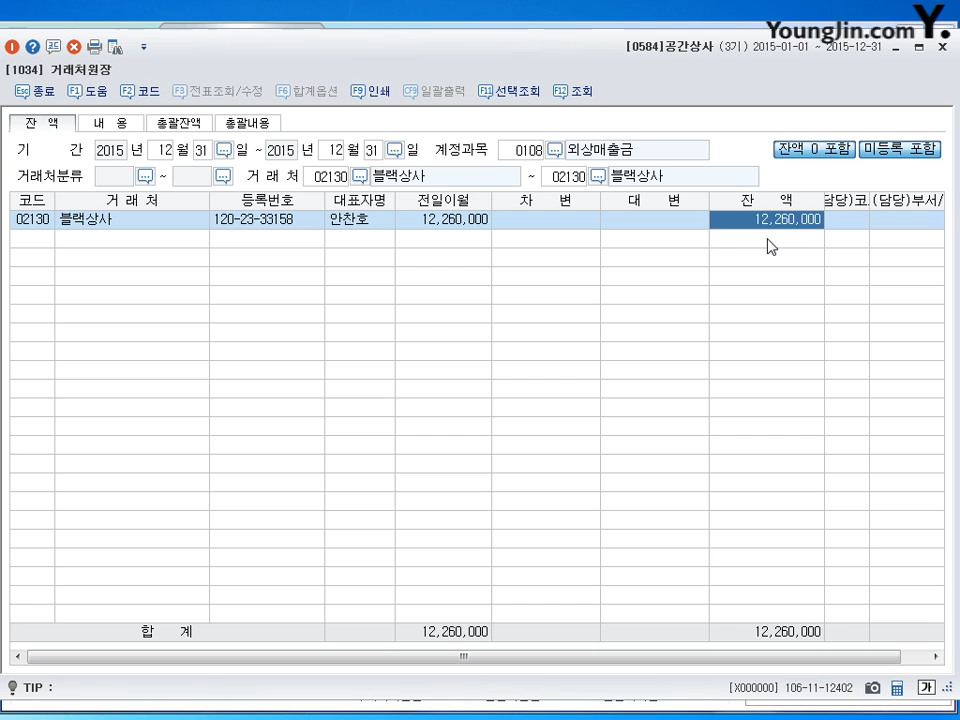 YoungJin.com Y.
[0584]공간상사 (3기) 2015-01-01 ~ 2015-12-31
[1034] 거래처원장
Esc 종료 F1 도움 F2 코드 F3 전표조회/수정 F6 합계옵션 F9 인쇄 CF9 일괄출력 F11 선택조회 F12 조회
잔 액 내 용 총괄잔액 총괄내용
기 간 2015 년 12 월 31 일 ~ 2015 년 12 월 31 일 계정과목 0108 외상매출금 잔액 0 포함 미등록 포함
거래처분류 ~ 거 래 처 02130 블랙상사 ~ 02130 블랙상사
코드 거 래 처 등록번호 대표자명 전일이월 차 변 대 변 잔 액 담당)코 (담당)부서/
02130 블랙상사 120-23-33158 안찬호 12,260,000 12,260,000
합 계 12,260,000 12,260,000
TIP : [X000000] 106-11-12402 가